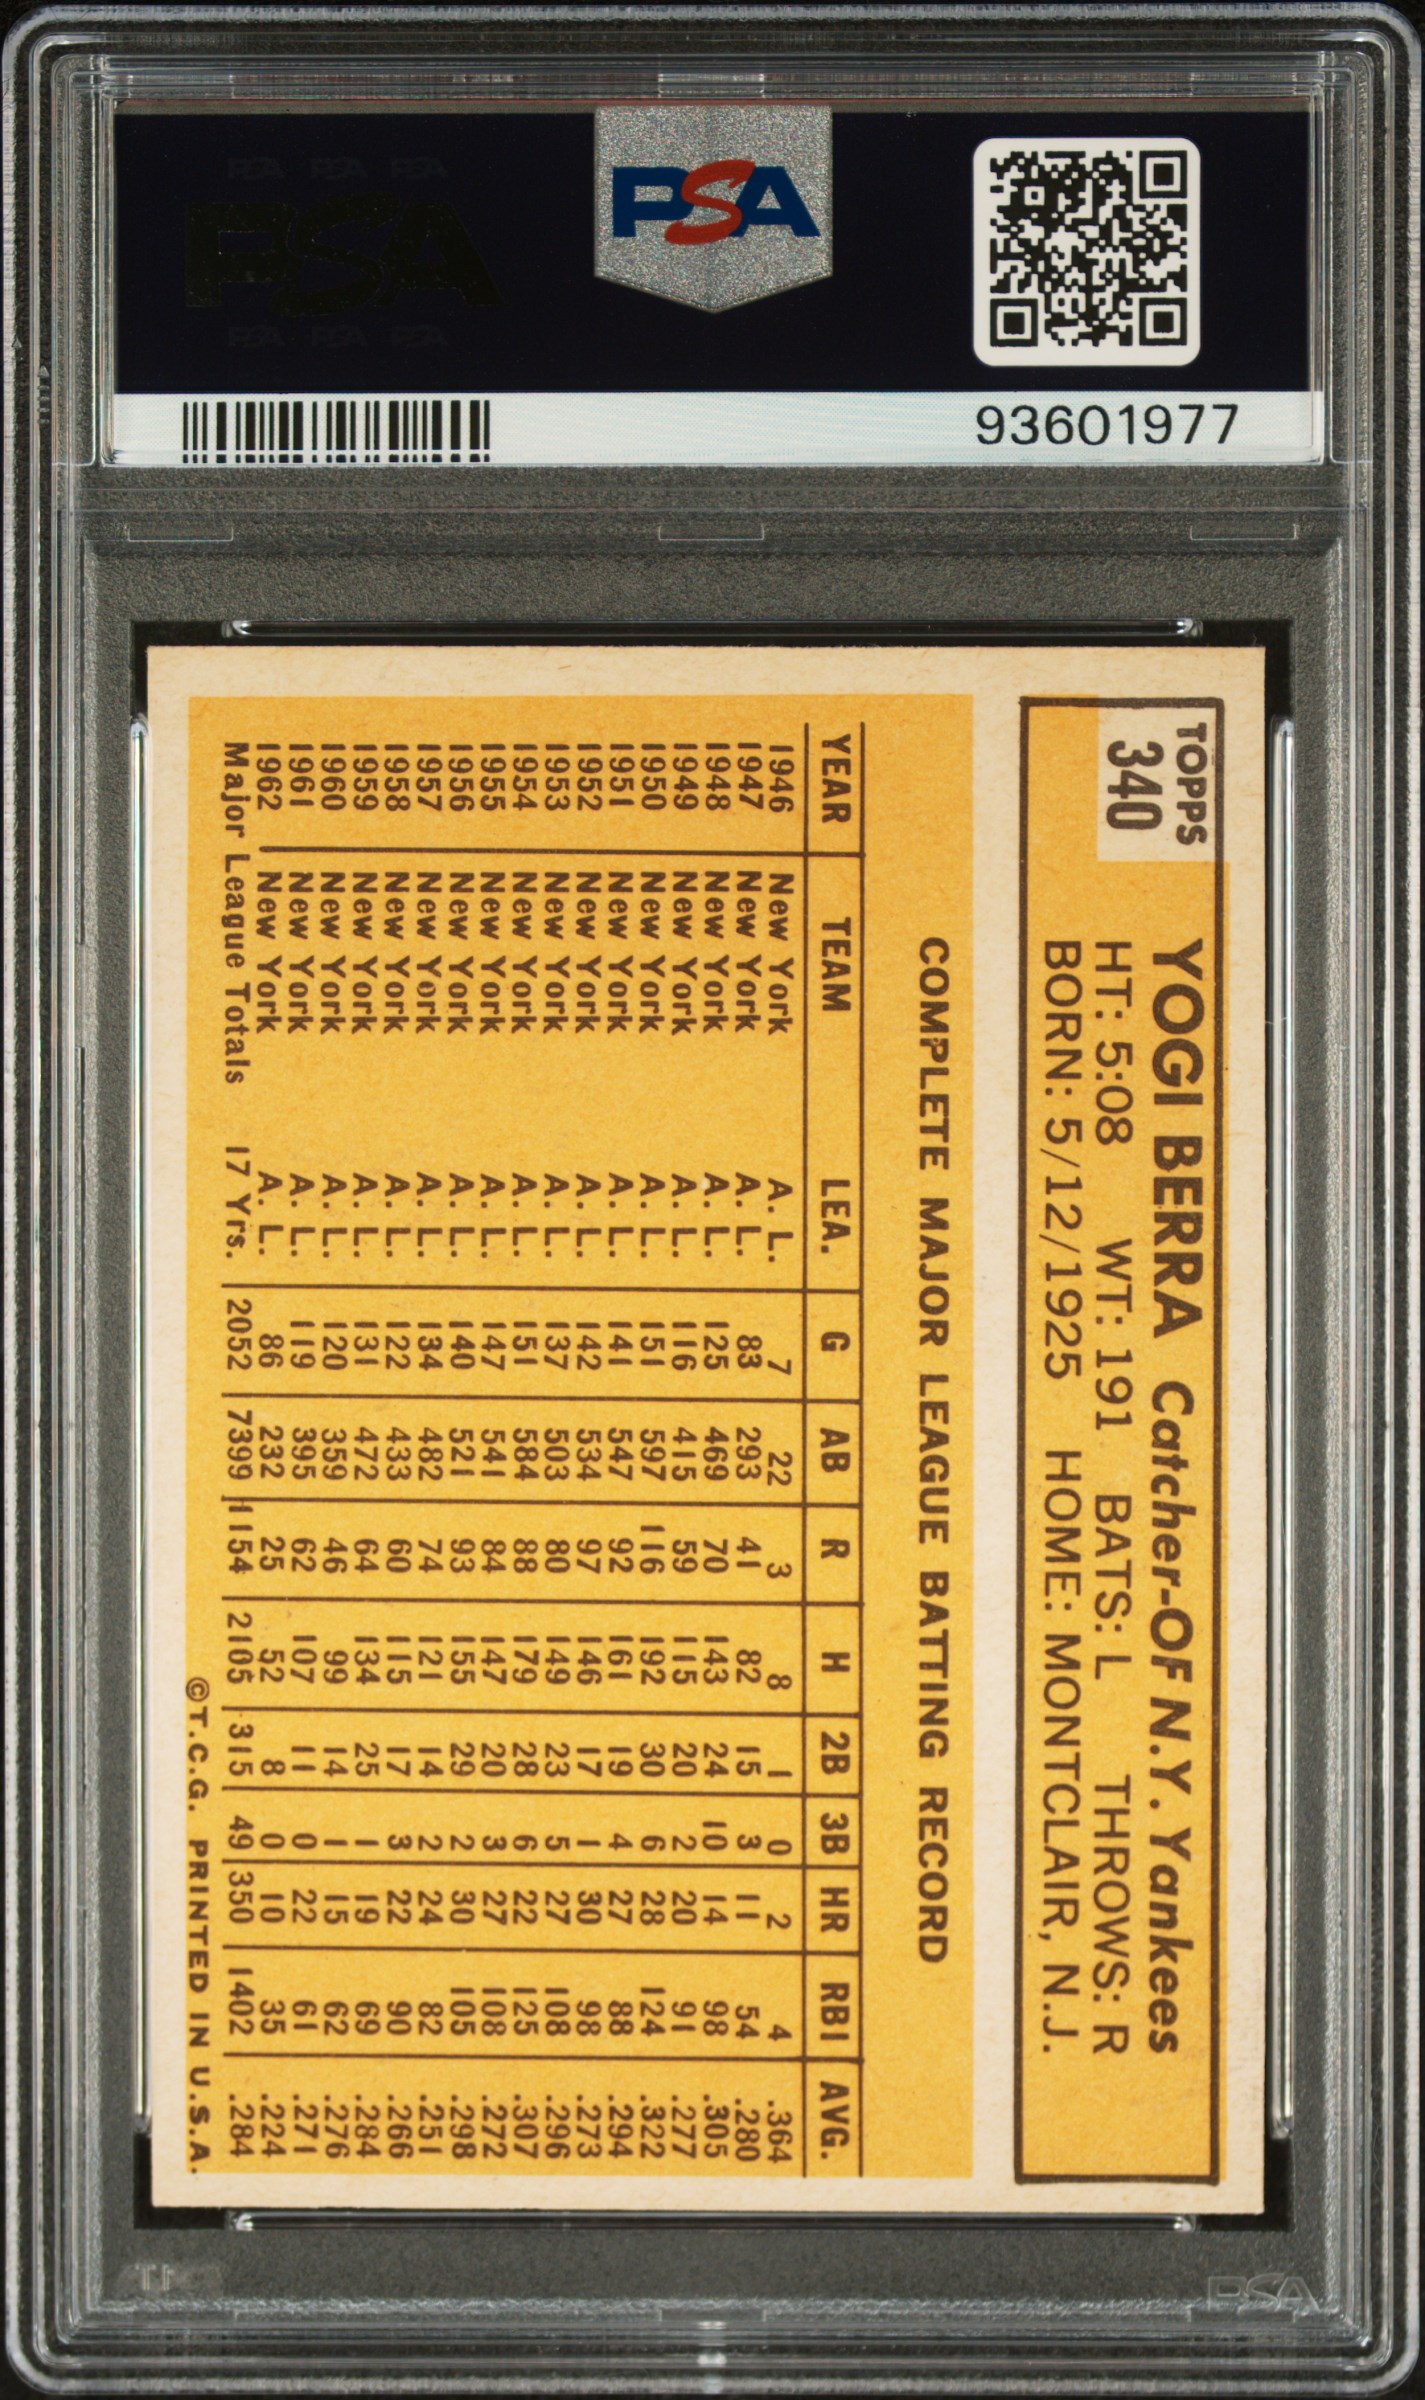 PSA PSA PSA
PSA
PSA PSA PSA
PSA
93601977
TOPPS
340
YOGI BERRA Catcher-OF N.Y. Yankees
HT: 5:08 WT: 191 BATS: L THROWS: R
BORN: 5/12/1925 HOME: MONTCLAIR, N.J.
COMPLETE MAJOR LEAGUE BATTING RECORD
YEAR TEAM LEA. G AB R H 2B 3B HR RBI AVG.
1946 New York A. L. 7 22 3 8 1 0 2 4 .364
1947 New York A. L. 83 293 41 82 15 3 11 54 .280
1948 New York A. L. 125 469 70 143 24 10 14 98 .305
1949 New York A. L. 116 415 59 115 20 2 20 91 .277
1950 New York A. L. 151 597 116 192 30 6 28 124 .322
1951 New York A. L. 141 547 92 161 19 4 27 88 .294
1952 New York A. L. 142 534 97 146 17 1 30 98 .273
1953 New York A. L. 137 503 80 149 23 5 27 108 .296
1954 New York A. L. 151 584 88 179 28 6 22 125 .307
1955 New York A. L. 147 541 84 147 20 3 27 108 .272
1956 New York A. L. 140 521 93 155 29 2 30 105 .298
1957 New York A. L. 134 482 74 121 14 2 24 82 .251
1958 New York A. L. 122 433 60 115 17 3 22 90 .266
1959 New York A. L. 131 472 64 134 25 1 19 69 .284
1960 New York A. L. 120 359 46 99 14 1 15 62 .276
1961 New York A. L. 119 395 62 107 11 0 22 61 .271
1962 New York A. L. 86 232 25 52 8 0 10 35 .224
Major League Totals 17 Yrs. 2052 7399 1154 2105 315 49 350 1402 .284
©T.C.G. PRINTED IN U.S.A.
PSA